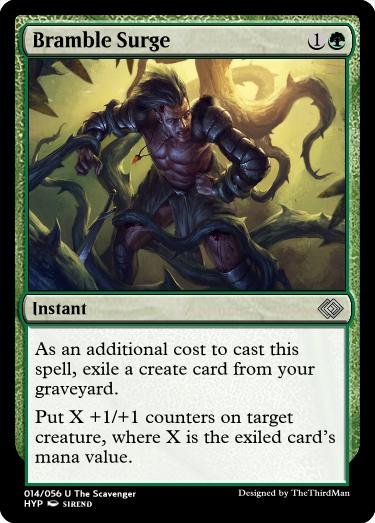 Bramble Surge 1
Instant
As an additional cost to cast this
spell, exile a create card from your
graveyard.
Put X +1/+1 counters on target
creature, where X is the exiled card's
mana value.
014/056 U The Scavenger
HYP SIREND
Designed by TheThirdMan